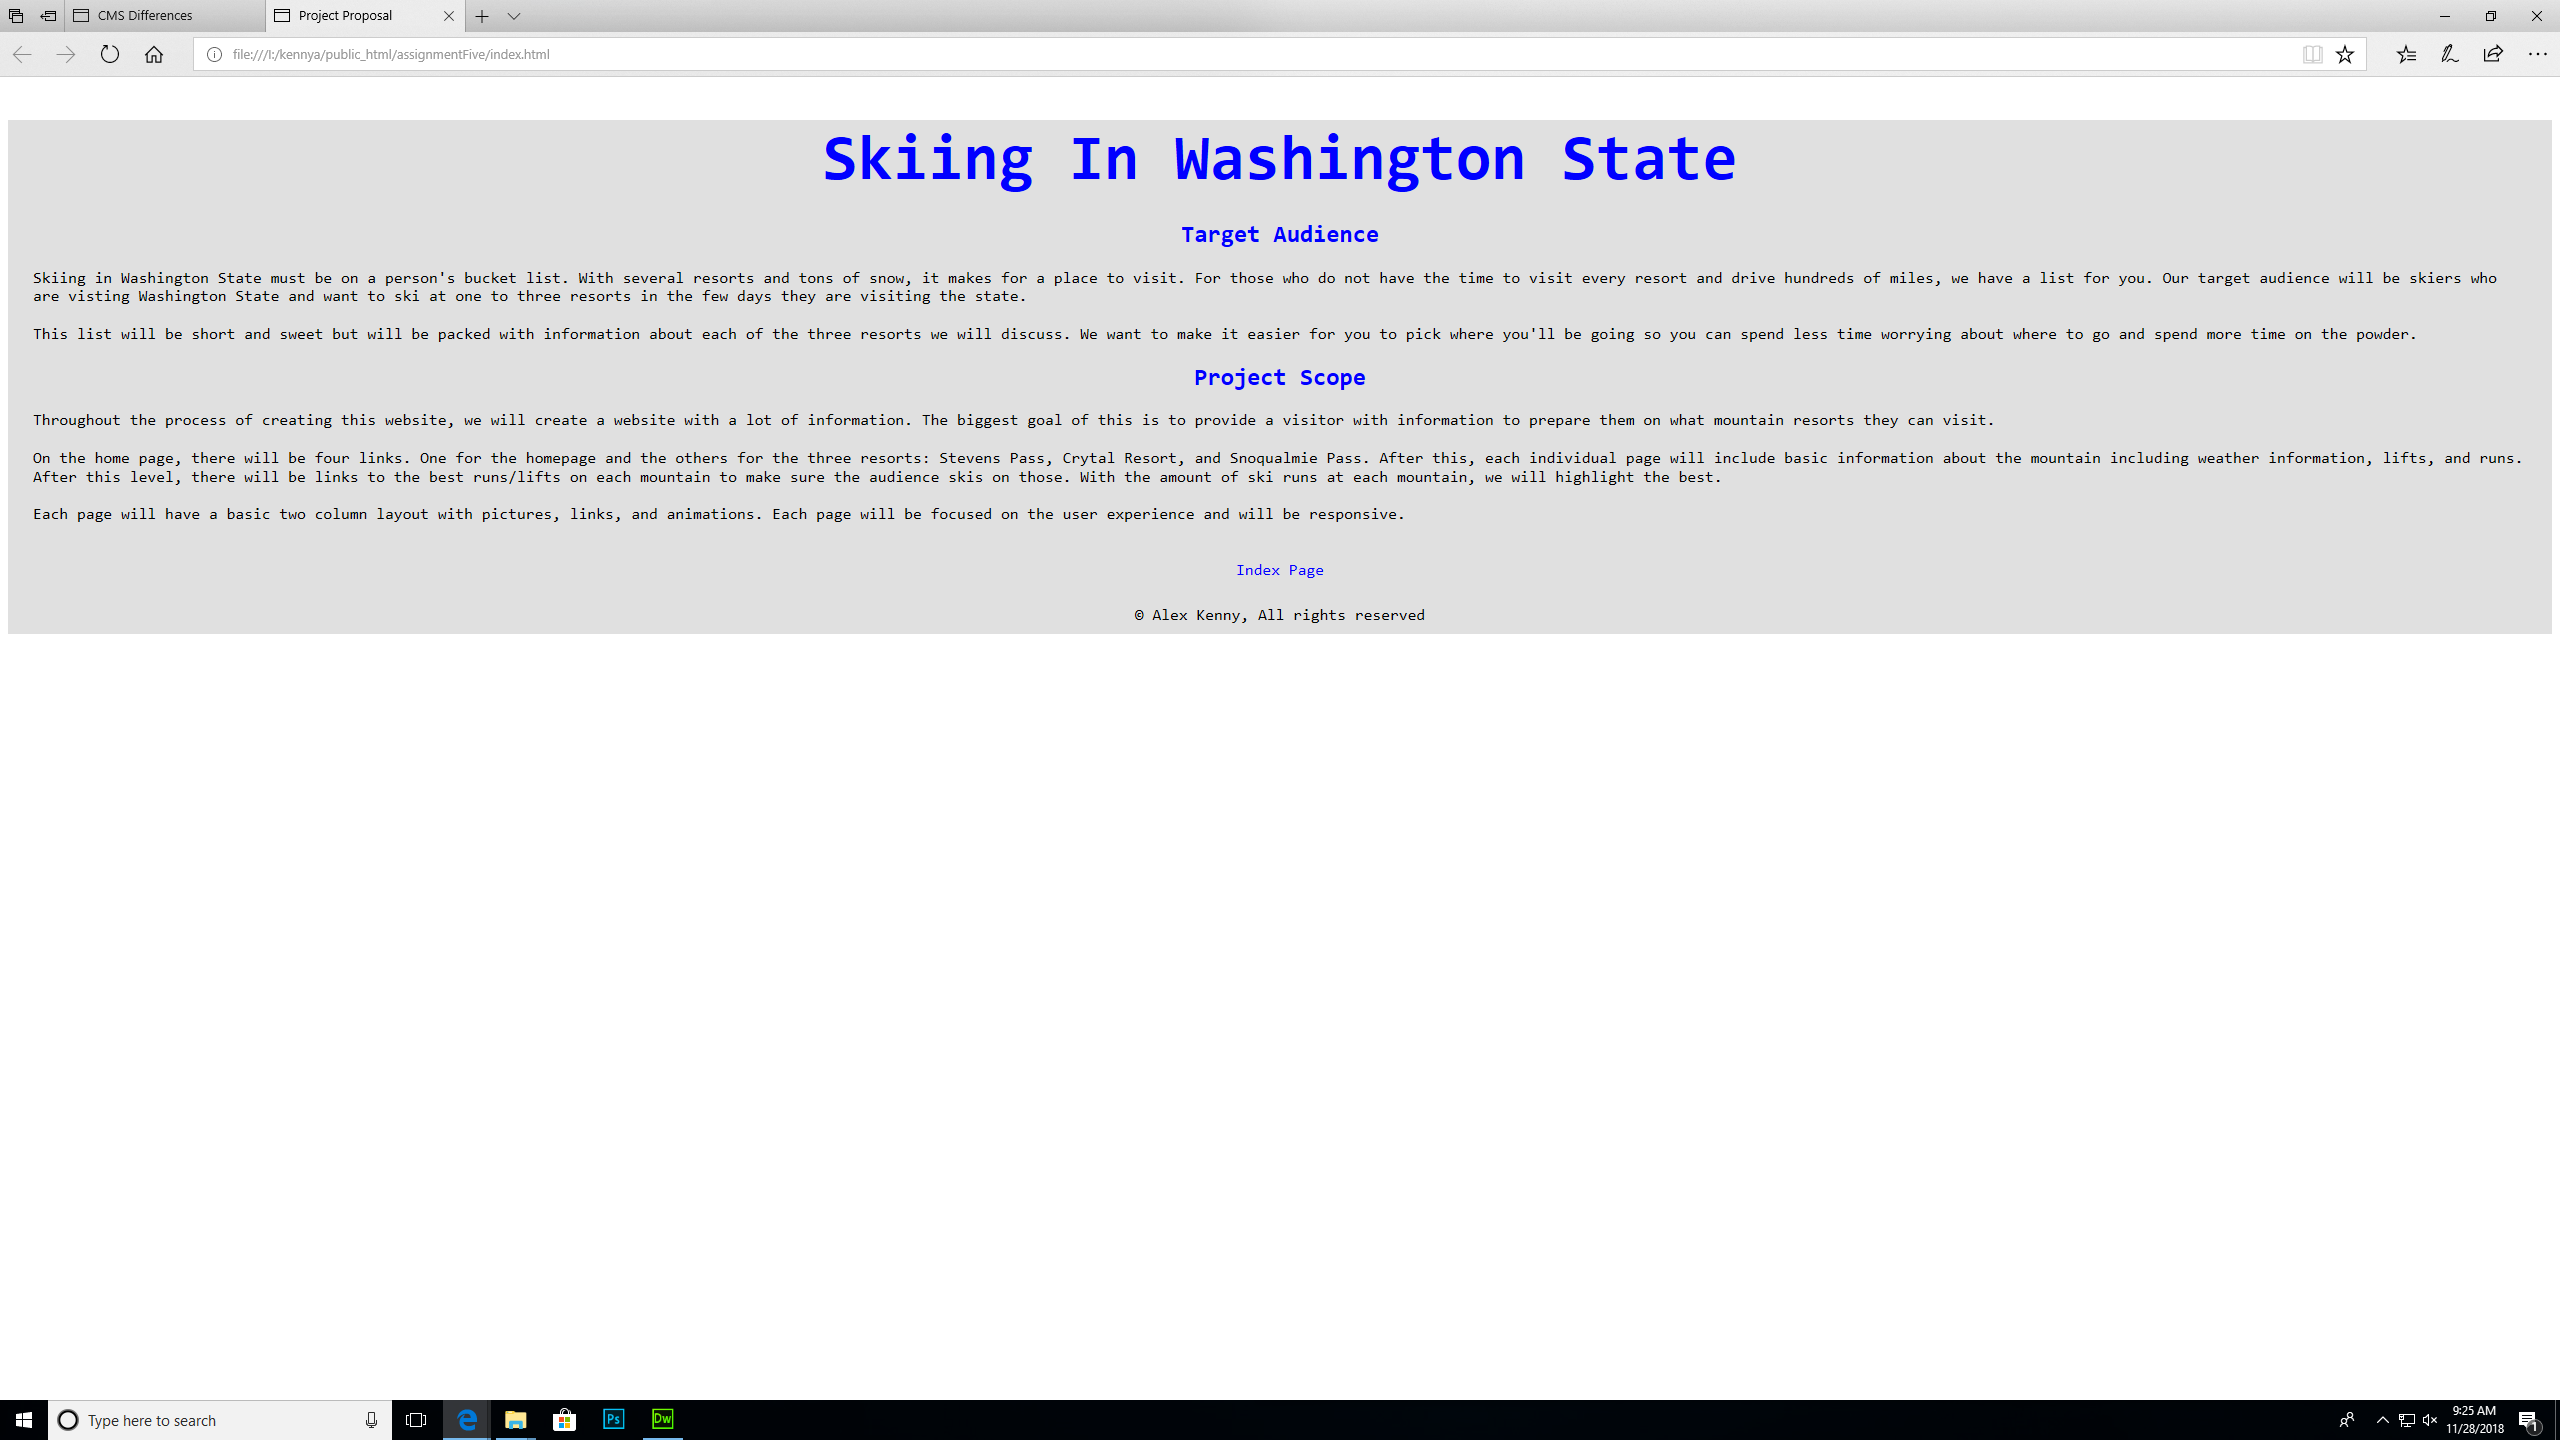 CMS Differences
Project Proposal
file:///I:/kennya/public_html/assignmentFive/index.html
Skiing In Washington State
Target Audience
Skiing in Washington State must be on a person's bucket list. With several resorts and tons of snow, it makes for a place to visit. For those who do not have the time to visit every resort and drive hundreds of miles, we have a list for you. Our target audience will be skiers who
are visting Washington State and want to ski at one to three resorts in the few days they are visiting the state.
This list will be short and sweet but will be packed with information about each of the three resorts we will discuss. We want to make it easier for you to pick where you'll be going so you can spend less time worrying about where to go and spend more time on the powder.
Project Scope
Throughout the process of creating this website, we will create a website with a lot of information. The biggest goal of this is to provide a visitor with information to prepare them on what mountain resorts they can visit.
On the home page, there will be four links. One for the homepage and the others for the three resorts: Stevens Pass, Crytal Resort, and Snoqualmie Pass. After this, each individual page will include basic information about the mountain including weather information, lifts, and runs.
After this level, there will be links to the best runs/lifts on each mountain to make sure the audience skis on those. With the amount of ski runs at each mountain, we will highlight the best.
Each page will have a basic two column layout with pictures, links, and animations. Each page will be focused on the user experience and will be responsive.
Index Page
© Alex Kenny, All rights reserved
Type here to search
Ps
Dw
9:25 AM
11/28/2018
1